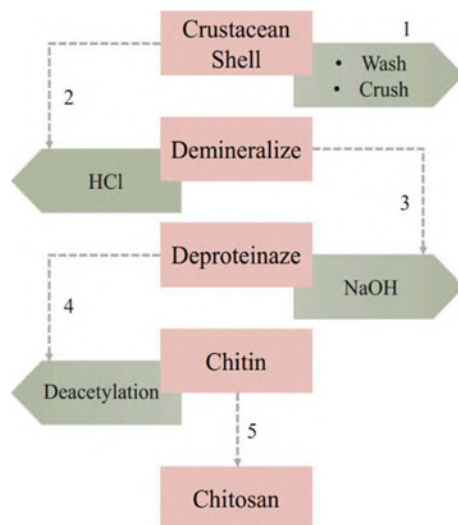 Crustacean
Shell
1
• Wash
• Crush
2
Demineralize
HCl
3
Deproteinaze
NaOH
4
Chitin
Deacetylation
5
Chitosan